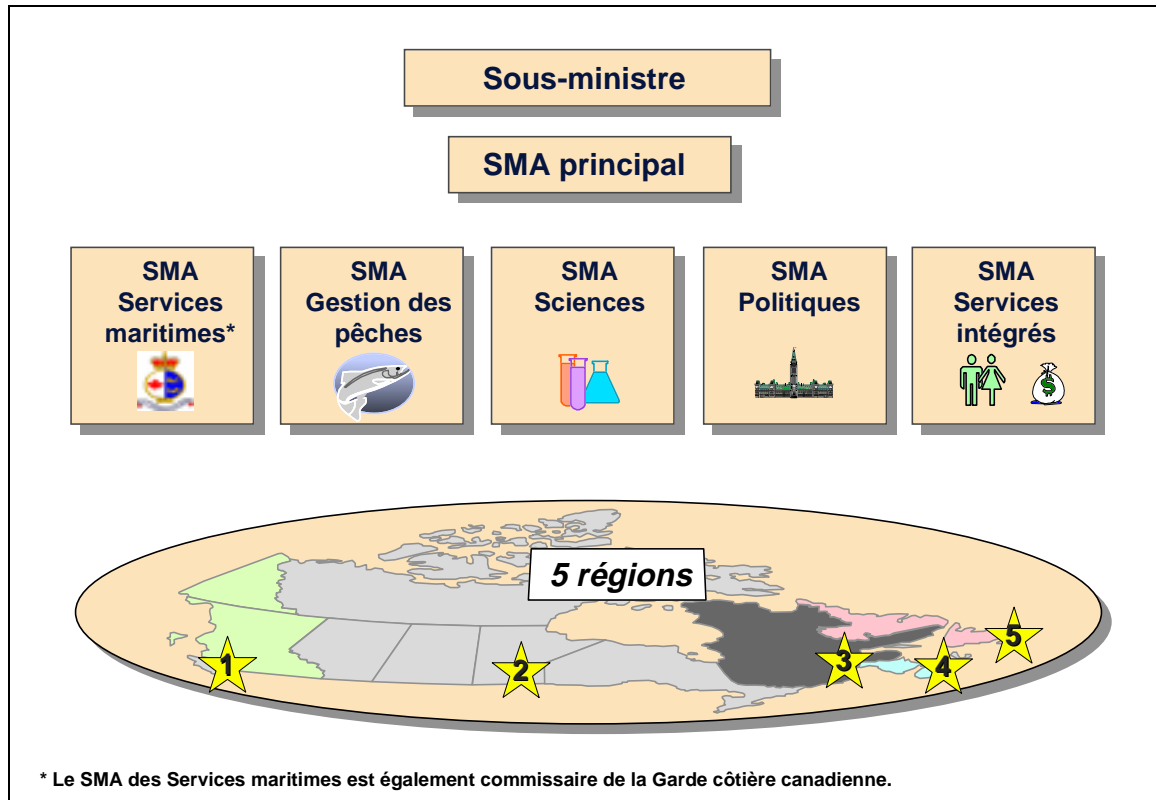 Sous-ministre
SMA principal
SMA
Services
maritimes*
SMA
Gestion des
pêches
SMA
Sciences
SMA
Politiques
SMA
Services
intégrés
$
5 régions
1
2
3
4
5
* Le SMA des Services maritimes est également commissaire de la Garde côtière canadienne.